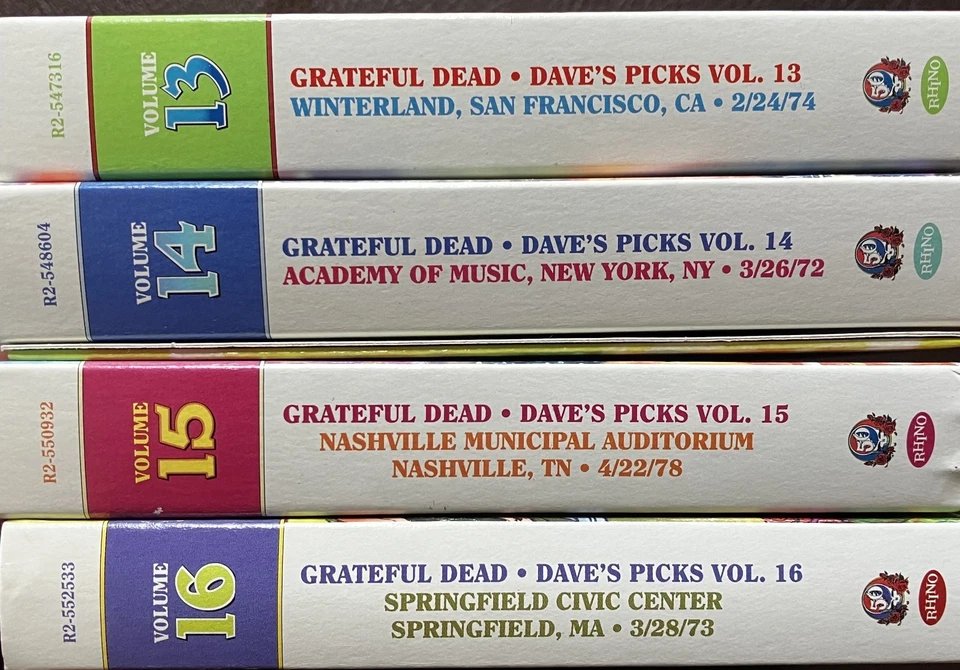 R2-547316
VOLUME
13
GRATEFUL DEAD • DAVE'S PICKS VOL. 13
WINTERLAND, SAN FRANCISCO, CA • 2/24/74
50
RHINO
R2-548604
VOLUME
14
GRATEFUL DEAD • DAVE'S PICKS VOL. 14
ACADEMY OF MUSIC, NEW YORK, NY • 3/26/72
50
RHINO
R2-550932
VOLUME
15
GRATEFUL DEAD • DAVE'S PICKS VOL. 15
NASHVILLE MUNICIPAL AUDITORIUM
NASHVILLE, TN • 4/22/78
50
RHINO
R2-552533
VOLUME
16
GRATEFUL DEAD • DAVE'S PICKS VOL. 16
SPRINGFIELD CIVIC CENTER
SPRINGFIELD, MA • 3/28/73
50
RHINO